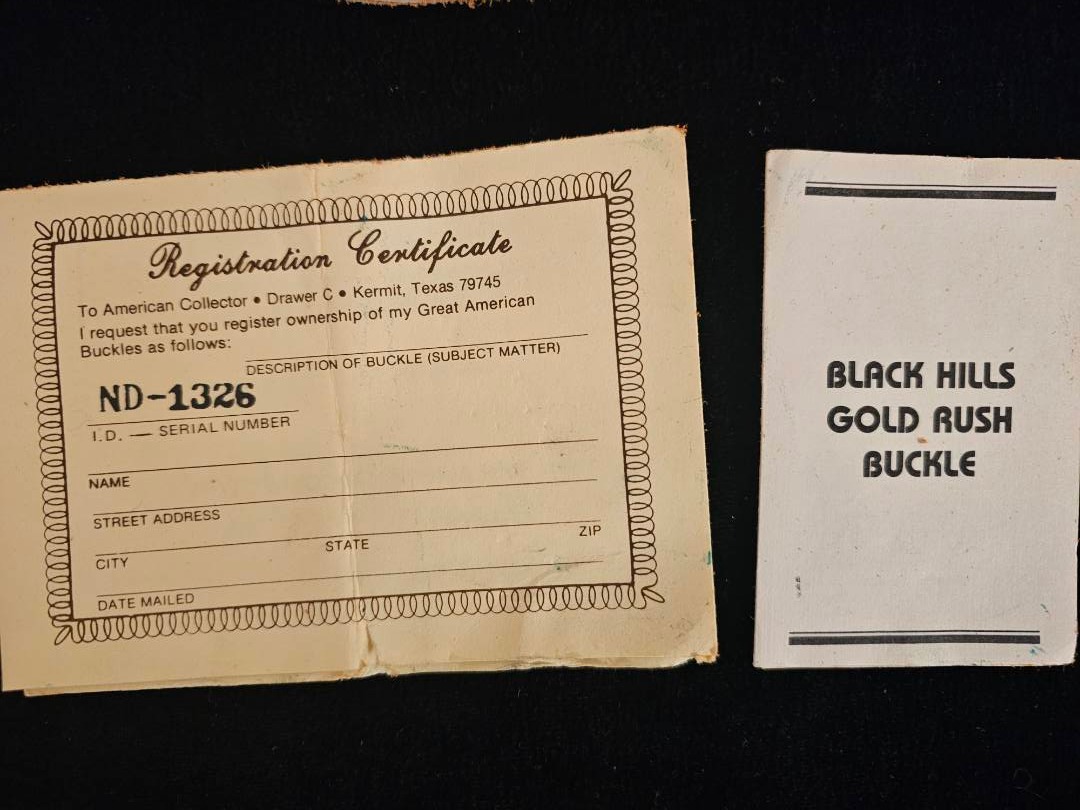 Registration Certificate
To American Collector • Drawer C • Kermit, Texas 79745
I request that you register ownership of my Great American
Buckles as follows:
DESCRIPTION OF BUCKLE (SUBJECT MATTER)
ND-1326
I.D. — SERIAL NUMBER
NAME
STREET ADDRESS
CITY STATE ZIP
DATE MAILED
BLACK HILLS
GOLD RUSH
BUCKLE